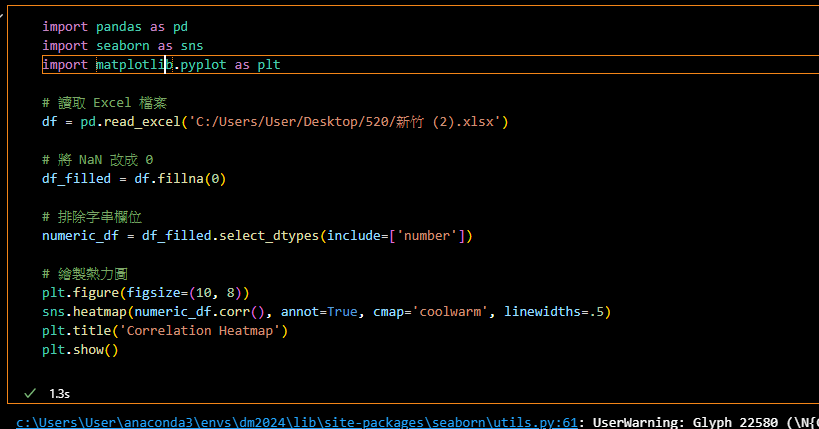 import pandas as pd
import seaborn as sns
import matplotlib.pyplot as plt
# 讀取 Excel 檔案
df = pd.read_excel('C:/Users/User/Desktop/520/新竹 (2).xlsx')
# 將 NaN 改成 0
df_filled = df.fillna(0)
# 排除字串欄位
numeric_df = df_filled.select_dtypes(include=['number'])
# 繪製熱力圖
plt.figure(figsize=(10, 8))
sns.heatmap(numeric_df.corr(), annot=True, cmap='coolwarm', linewidths=.5)
plt.title('Correlation Heatmap')
plt.show()
1.3s
c:\Users\User\anaconda3\envs\dm2024\lib\site-packages\seaborn\utils.py:61: UserWarning: Glyph 22580 (\N{